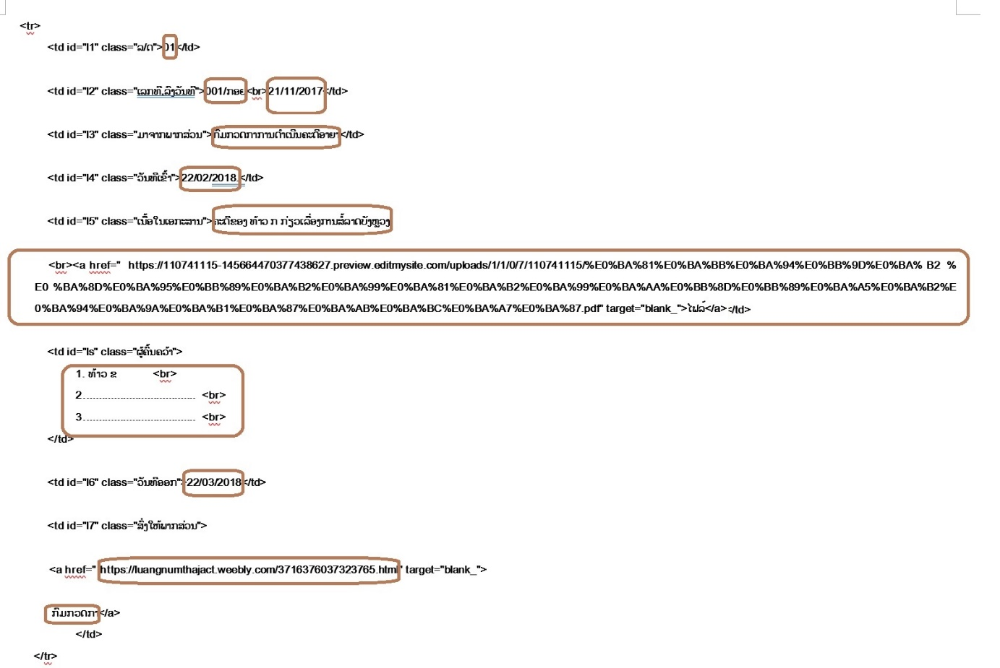 <tr>
<td id="l1" class="ລ/ດ">01</td>
<td id="l2" class="ເລກທີ.ລົງວັນທີ">001/ກອຍ<br>21/11/2017</td>
<td id="l3" class="ມາຈາກພາກສ່ວນ">ກົມກວດກາການດຳເນີນຄະດີອາຍາ</td>
<td id="l4" class="ວັນທີເຂົ້າ">22/02/2018.</td>
<td id="l5" class="ເນື້ອໃນເອກະສານ">ຄະດີຂອງ ທ້າວ ກ ກ່ຽວເລື່ອງການສໍ້ລາດບັງຫຼວງ
<br><a href=" https://110741115-145664470377438627.preview.editmysite.com/uploads/1/1/0/7/110741115/%E0%BA%81%E0%BA%BB%E0%BA%94%E0%BB%9D%E0%BA% B2 %
E0 %BA%8D%E0%BA%95%E0%BB%89%E0%BA%B2%E0%BA%99%E0%BA%81%E0%BA%B2%E0%BA%99%E0%BA%AA%E0%BB%8D%E0%BB%89%E0%BA%A5%E0%BA%B2%E
0%BA%94%E0%BA%9A%E0%BA%B1%E0%BA%87%E0%BA%AB%E0%BA%BC%E0%BA%A7%E0%BA%87.pdf" target="blank_">ໄຟລ໌</a></td>
<td id="ls" class="ຜູ້ຄົ້ນຄວ້າ">
1. ທ້າວ ຂ <br>
2................................... <br>
3................................... <br>
</td>
<td id="l6" class="ວັນທີອອກ">22/03/2018</td>
<td id="l7" class="ສົ່ງໃຫ້ພາກສ່ວນ">
<a href=" https://luangnumthajact.weebly.com/3716376037323765.html" target="blank_">
ກົມກວດກາ</a>
</td>
</tr>